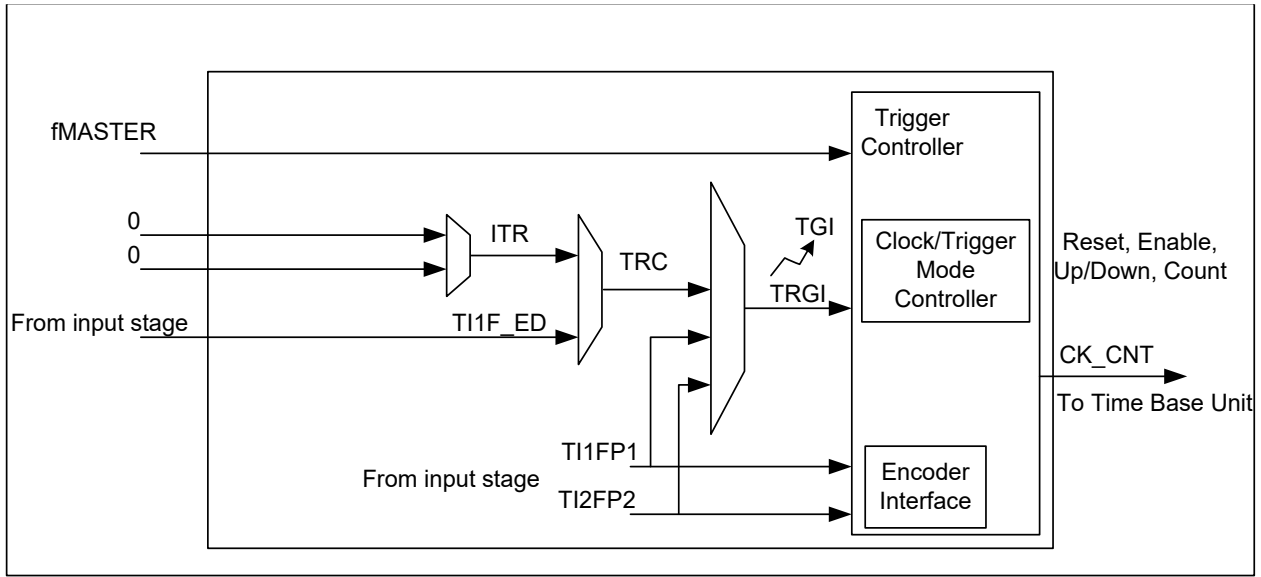 fMASTER
Trigger
Controller
0
0
ITR
TRC
TGI
TRGI
Clock/Trigger
Mode
Controller
Reset, Enable,
Up/Down, Count
From input stage
TI1F_ED
CK_CNT
To Time Base Unit
TI1FP1
From input stage
TI2FP2
Encoder
Interface